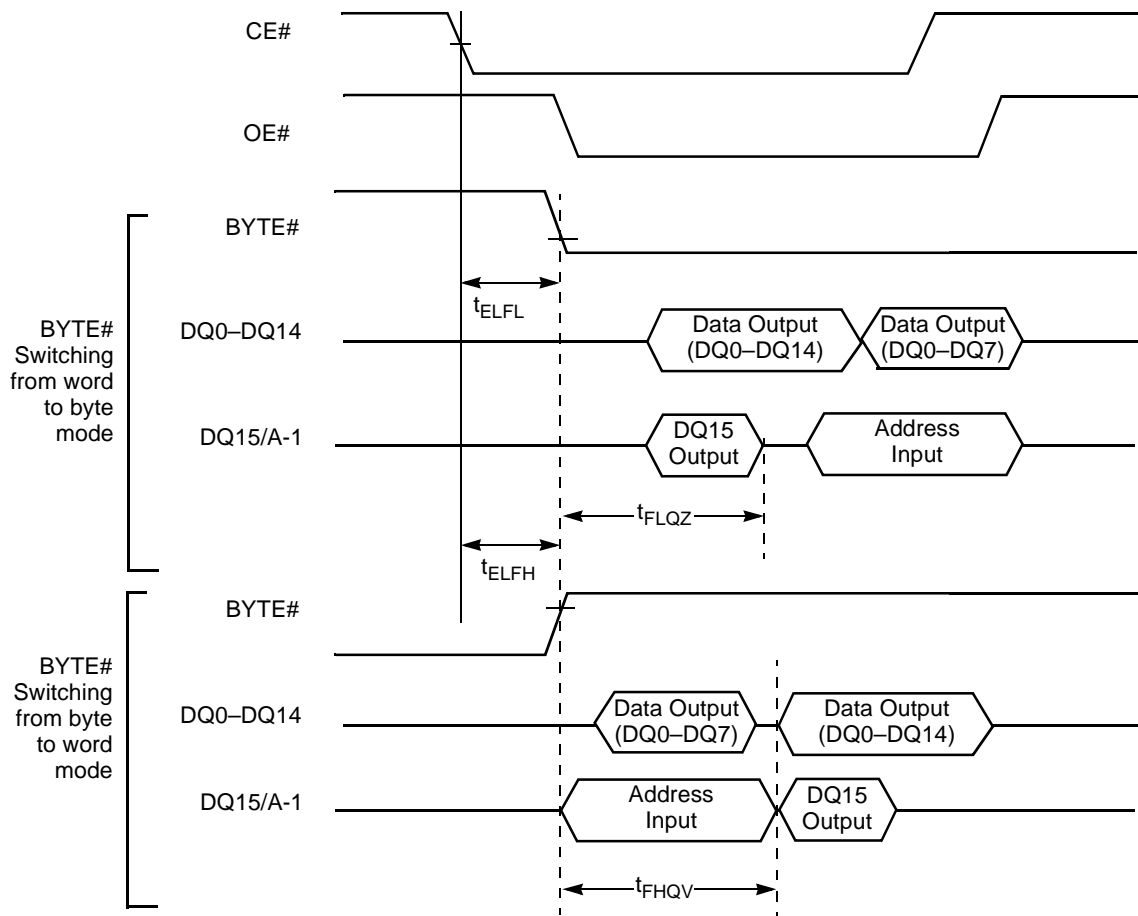 CE#
OE#
BYTE#
tELFL
BYTE#
Switching
from word
to byte
mode
DQ0–DQ14
Data Output
(DQ0–DQ14)
Data Output
(DQ0–DQ7)
DQ15/A-1
DQ15
Output
Address
Input
tFLQZ
tELFH
BYTE#
BYTE#
Switching
from byte
to word
mode
DQ0–DQ14
Data Output
(DQ0–DQ7)
Data Output
(DQ0–DQ14)
DQ15/A-1
Address
Input
DQ15
Output
tFHQV